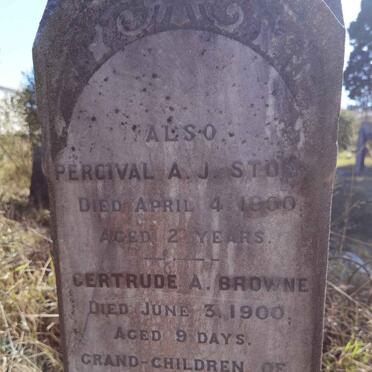 ALSO
PERCIVAL A. J.
DIED APRIL 4, 1900
AGED 2 YEARS.
GERTRUDE A. BROWNE
DIED JUNE 3, 1900,
AGED 9 DAYS.
GRAND-CHILDREN OF